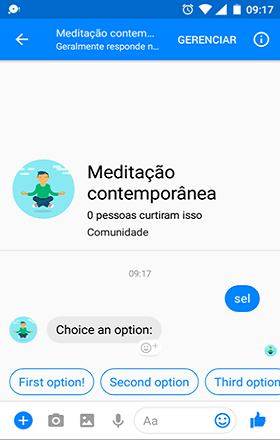 09:17
Meditação contem...
Geralmente responde n...
GERENCIAR
Meditação
contemporânea
0 pessoas curtiram isso
Comunidade
09:17
sel
Choice an option:
First option!
Second option
Third option
Aa